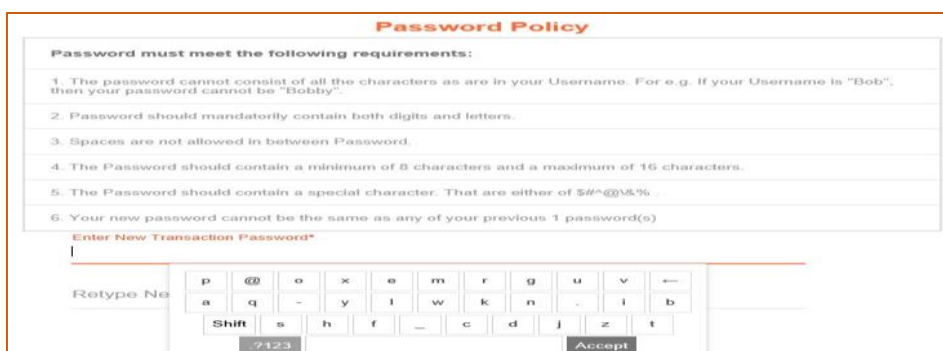 Password Policy
Password must meet the following requirements:
1. The password cannot consist of all the characters as are in your Username. For e.g. If your Username is "Bob",
then your password cannot be "Bobby".
2. Password should mandatorily contain both digits and letters.
3. Spaces are not allowed in between Password.
4. The Password should contain a minimum of 8 characters and a maximum of 16 characters.
5. The Password should contain a special character. That are either of $#^@\&% .
6. Your new password cannot be the same as any of your previous 1 password(s)
Enter New Transaction Password*
p @ o x e m r g u v ←
Retype Ne
a q - y l w k n . i b
Shift s h f _ c d j z t
.?123 Accept